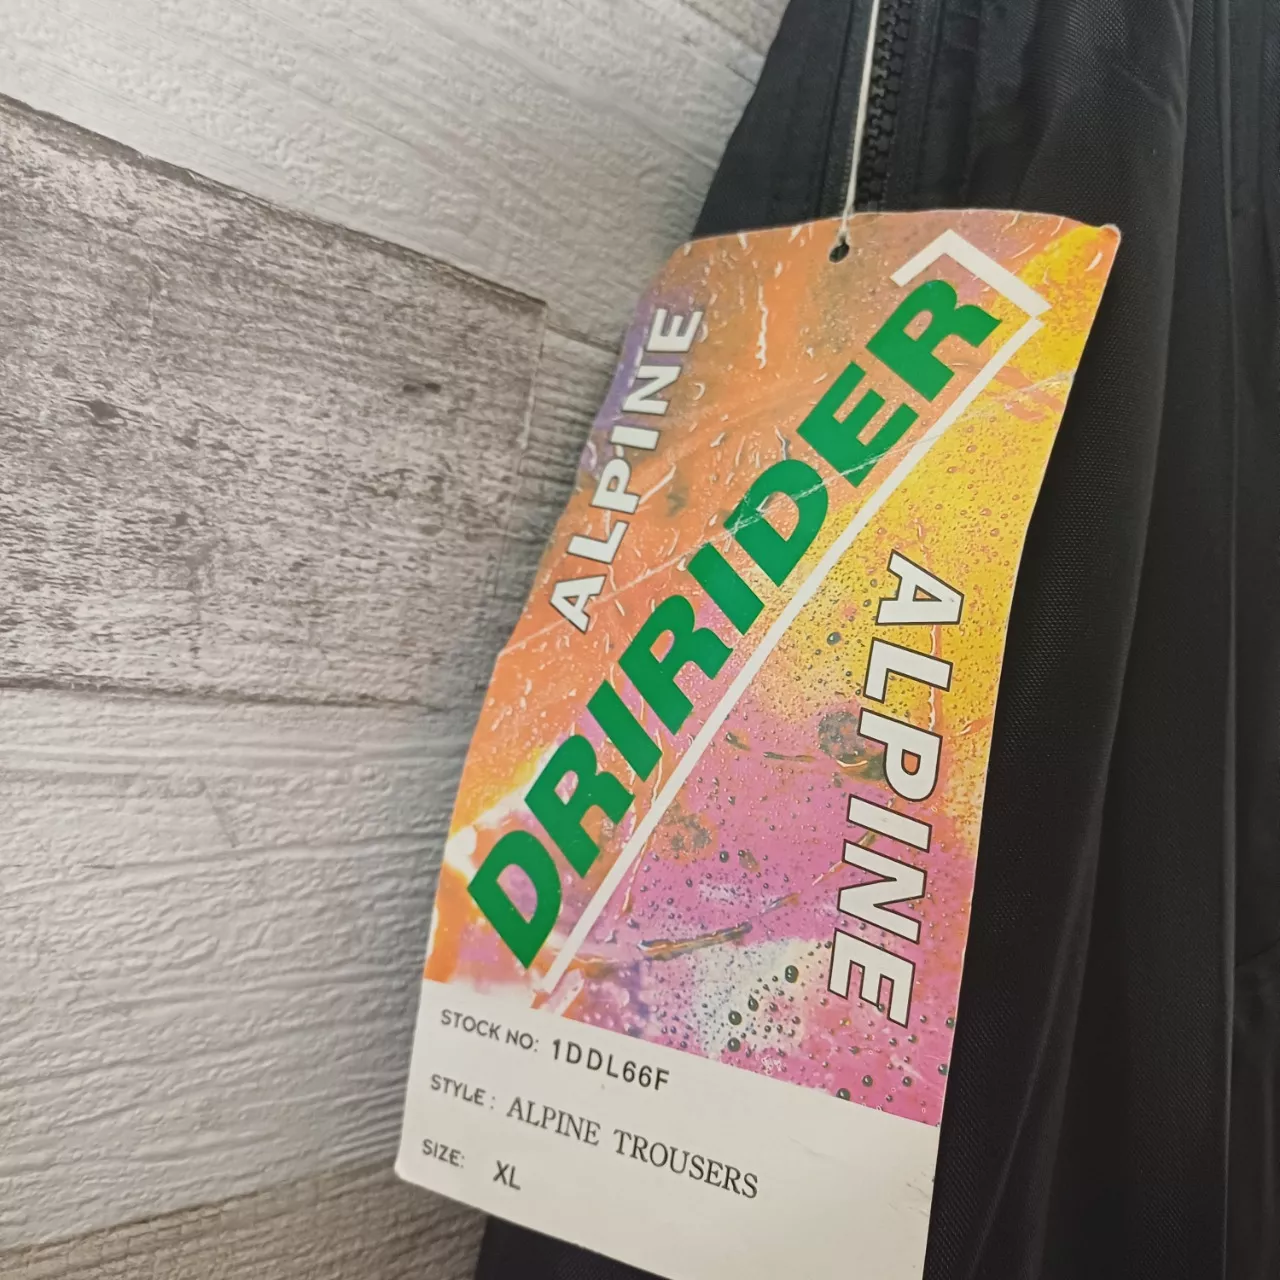 ALPINE
DRIRIDER
ALPINE
STOCK NO: 1DDL66F
STYLE: ALPINE TROUSERS
SIZE: XL